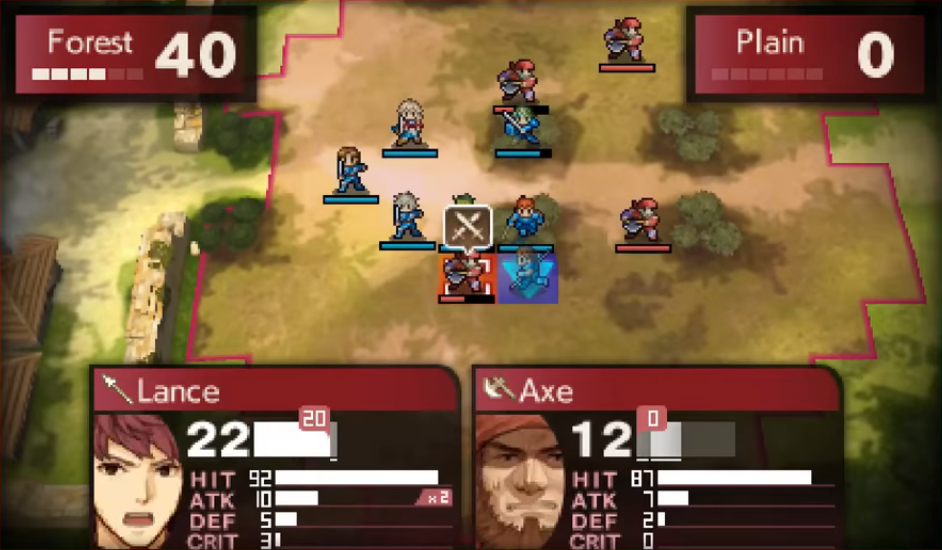 Forest 40
Plain 0
Lance
20
22
HIT 92
ATK 10 x2
DEF 5
CRIT 3
Axe
0
12
HIT 87
ATK 7
DEF 2
CRIT 0